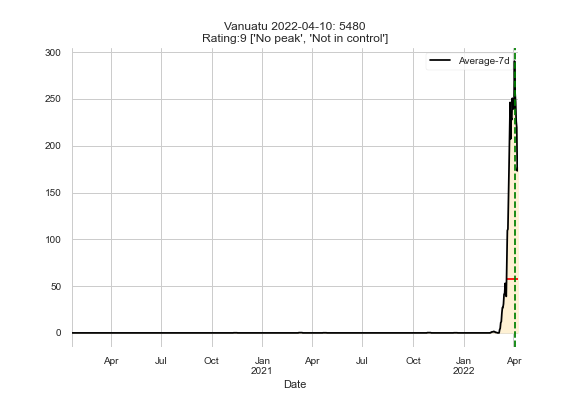 Vanuatu 2022-04-10: 5480
Rating:9 ['No peak', 'Not in control']
Average-7d
300
250
200
150
100
50
0
Apr Jul Oct Jan Apr Jul Oct Jan Apr
2021 2022
Date